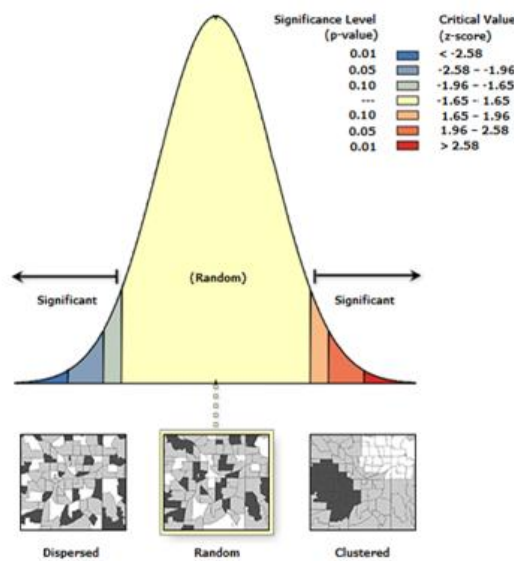 Significance Level Critical Value
(p-value) (z-score)
0.01 < -2.58
0.05 -2.58 – -1.96
0.10 -1.96 – -1.65
--- -1.65 - 1.65
0.10 1.65 – 1.96
0.05 1.96 – 2.58
0.01 > 2.58
(Random)
Significant Significant
Dispersed Random Clustered